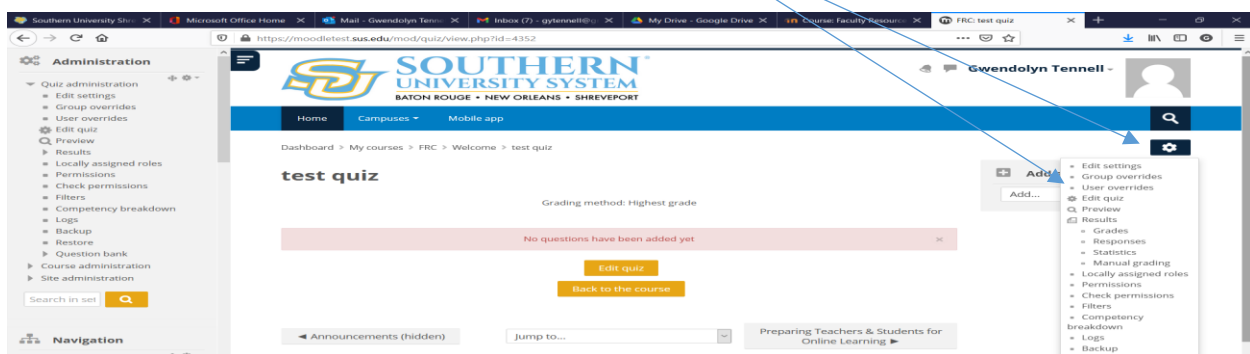 Southern University Shre
Microsoft Office Home
Mail - Gwendolyn Tenne
Inbox (7) - gytennell@
My Drive - Google Drive
Course: Faculty Resource
FRC: test quiz
https://moodletest.sus.edu/mod/quiz/view.php?id=4352
Administration
Quiz administration
Edit settings
Group overrides
User overrides
Edit quiz
Preview
Results
Locally assigned roles
Permissions
Check permissions
Filters
Competency breakdown
Logs
Backup
Restore
Question bank
Course administration
Site administration
Search in set
Navigation
SOUTHERN
UNIVERSITY SYSTEM
BATON ROUGE • NEW ORLEANS • SHREVEPORT
Gwendolyn Tennell
Home Campuses Mobile app
Dashboard > My courses > FRC > Welcome > test quiz
test quiz
Grading method: Highest grade
No questions have been added yet
Edit quiz
Back to the course
◄ Announcements (hidden)
Jump to...
Preparing Teachers & Students for
Online Learning ►
Add
Add...
Edit settings
Group overrides
User overrides
Edit quiz
Preview
Results
Grades
Responses
Statistics
Manual grading
Locally assigned roles
Permissions
Check permissions
Filters
Competency
breakdown
Logs
Backup